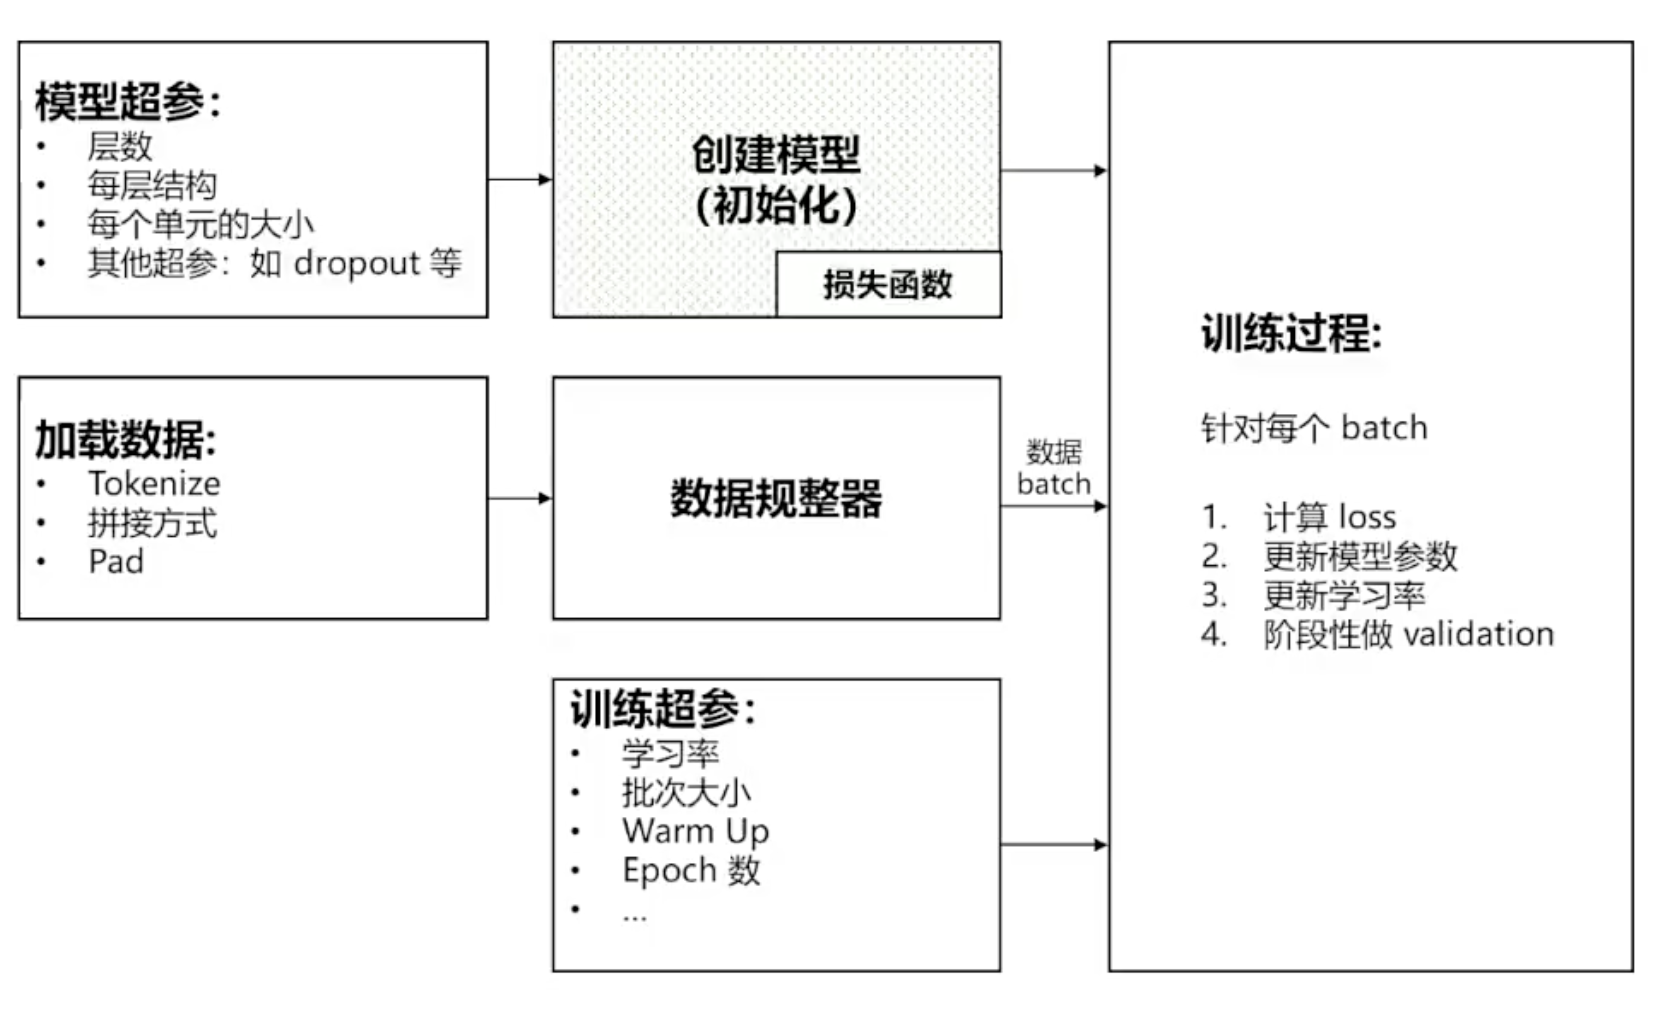 模型超参：
• 层数
• 每层结构
• 每个单元的大小
• 其他超参：如 dropout 等
创建模型
(初始化)
损失函数
加载数据:
• Tokenize
• 拼接方式
• Pad
数据规整器
数据
batch
训练超参：
• 学习率
• 批次大小
• Warm Up
• Epoch 数
• ...
训练过程:
针对每个 batch
1. 计算 loss
2. 更新模型参数
3. 更新学习率
4. 阶段性做 validation